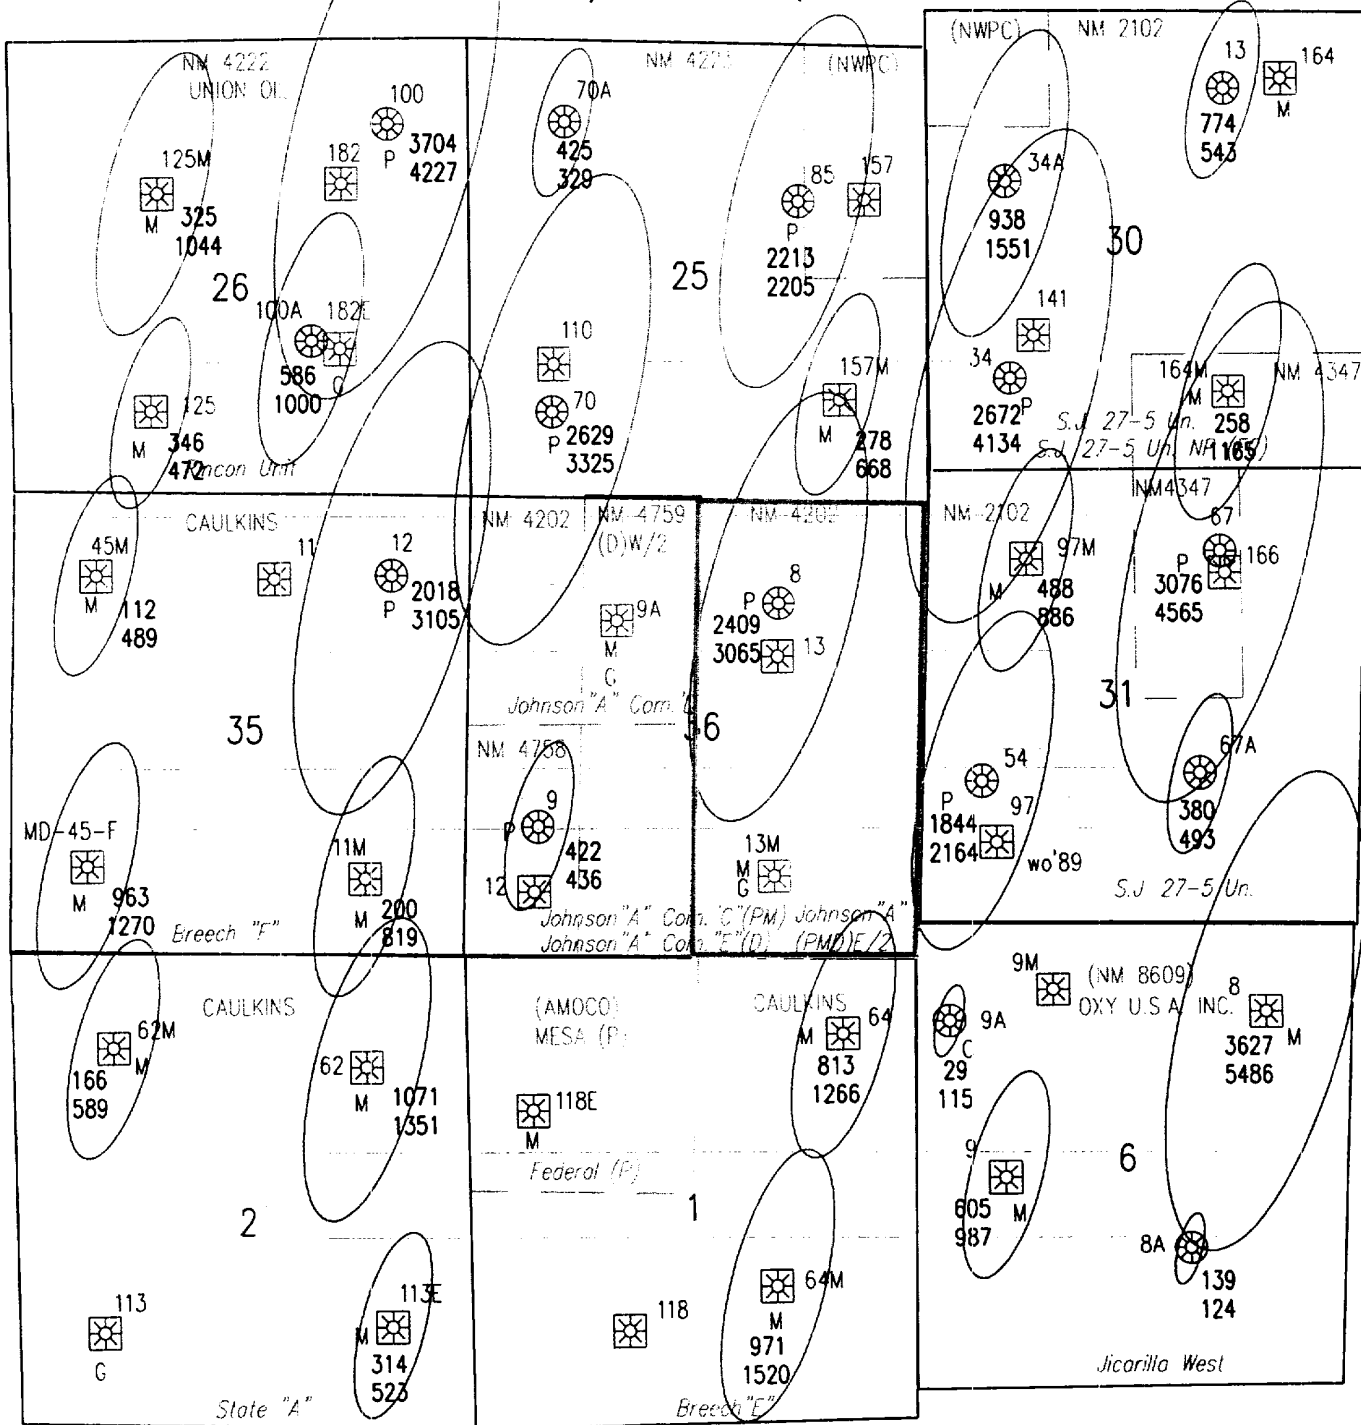 NM 4222
UNION OIL
100
3704
4227
P
182
125M
M
325
1044
26
100A
182E
586
1000
125
M
346
472
Rincon Unit
70A
425
329
(NWPC)
85
157
P
2213
2205
25
110
70
P
2629
3325
157M
M
278
668
(NWPC)
NM 2102
13
164
M
774
543
34A
938
1551
30
141
34
P
2672
4134
164M
M
NM 4347
258
1165
S.J. 27-5 Un.
CAULKINS
45M
M
112
489
11
12
P
2018
3105
35
MD-45-F
M
963
1270
Breech "F"
11M
M
200
819
NM 4202
NM-4759
(D)W/2
9A
M
G
NM-4202
8
P
2409
3065
13
36
NM 4758
9
P
422
436
12
13M
M
G
Johnson"A" Com. "C"(PM)
Johnson"A"
Johnson"A" Com. "E"(D)
(PMD)E/2
NM-2102
97M
M
488
886
NM4347
67
P
166
3076
4565
31
54
P
97
1844
2164
wo'89
67A
380
493
S.J 27-5 Un.
CAULKINS
62M
M
166
589
62
M
1071
1351
2
113
G
113E
M
314
523
State "A"
(AMOCO)
MESA (P)
CAULKINS
64
M
813
1266
118E
M
Federal (P)
1
118
64M
M
971
1520
Breech"E"
9M
(NM 8609)
OXY U.S.A. INC.
8
M
3627
5486
9A
29
115
9
M
605
987
6
8A
139
124
Jicarilla West